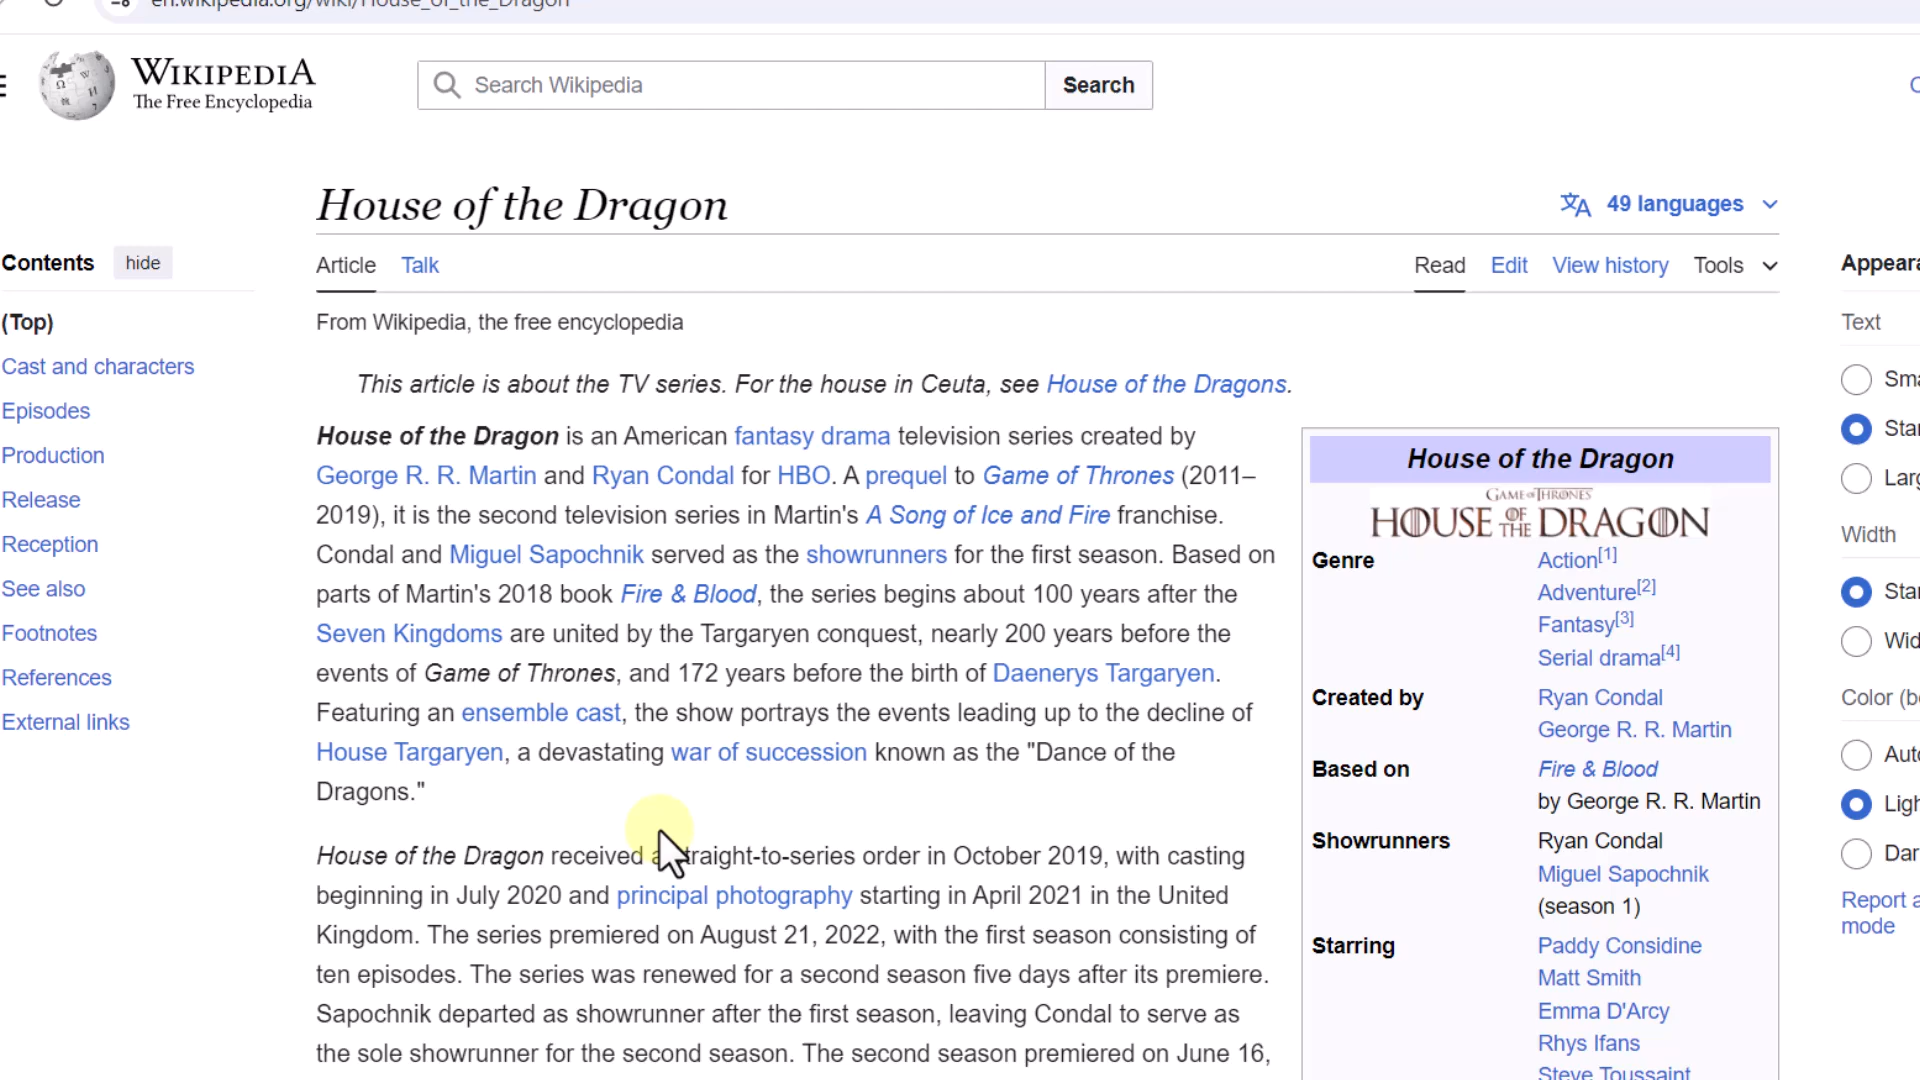 WIKIPEDIA
The Free Encyclopedia
Search Wikipedia
Search
House of the Dragon
49 languages
Contents hide
Article Talk
Read Edit View history Tools
From Wikipedia, the free encyclopedia
(Top)
Cast and characters
Episodes
Production
Release
Reception
See also
Footnotes
References
External links
This article is about the TV series. For the house in Ceuta, see House of the Dragons.
House of the Dragon is an American fantasy drama television series created by
George R. R. Martin and Ryan Condal for HBO. A prequel to Game of Thrones (2011–
2019), it is the second television series in Martin's A Song of Ice and Fire franchise.
Condal and Miguel Sapochnik served as the showrunners for the first season. Based on
parts of Martin's 2018 book Fire & Blood, the series begins about 100 years after the
Seven Kingdoms are united by the Targaryen conquest, nearly 200 years before the
events of Game of Thrones, and 172 years before the birth of Daenerys Targaryen.
Featuring an ensemble cast, the show portrays the events leading up to the decline of
House Targaryen, a devastating war of succession known as the "Dance of the
Dragons."
House of the Dragon received a straight-to-series order in October 2019, with casting
beginning in July 2020 and principal photography starting in April 2021 in the United
Kingdom. The series premiered on August 21, 2022, with the first season consisting of
ten episodes. The series was renewed for a second season five days after its premiere.
Sapochnik departed as showrunner after the first season, leaving Condal to serve as
the sole showrunner for the second season. The second season premiered on June 16,
House of the Dragon
GAME OF THRONES
HOUSE OF THE DRAGON
Genre Action[1]
Adventure[2]
Fantasy[3]
Serial drama[4]
Created by Ryan Condal
George R. R. Martin
Based on Fire & Blood
by George R. R. Martin
Showrunners Ryan Condal
Miguel Sapochnik
(season 1)
Starring Paddy Considine
Matt Smith
Emma D'Arcy
Rhys Ifans
Steve Toussaint
Text
Width
Color
Report
mode